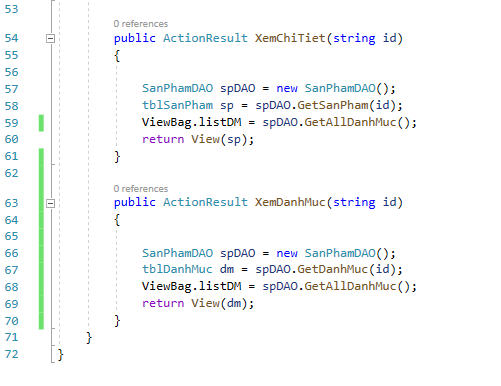 53
0 references
54 public ActionResult XemChiTiet(string id)
55 {
56
57 SanPhamDAO spDAO = new SanPhamDAO();
58 tblSanPham sp = spDAO.GetSanPham(id);
59 ViewBag.listDM = spDAO.GetAllDanhMuc();
60 return View(sp);
61 }
62
0 references
63 public ActionResult XemDanhMuc(string id)
64 {
65
66 SanPhamDAO spDAO = new SanPhamDAO();
67 tblDanhMuc dm = spDAO.GetDanhMuc(id);
68 ViewBag.listDM = spDAO.GetAllDanhMuc();
69 return View(dm);
70 }
71 }
72 }